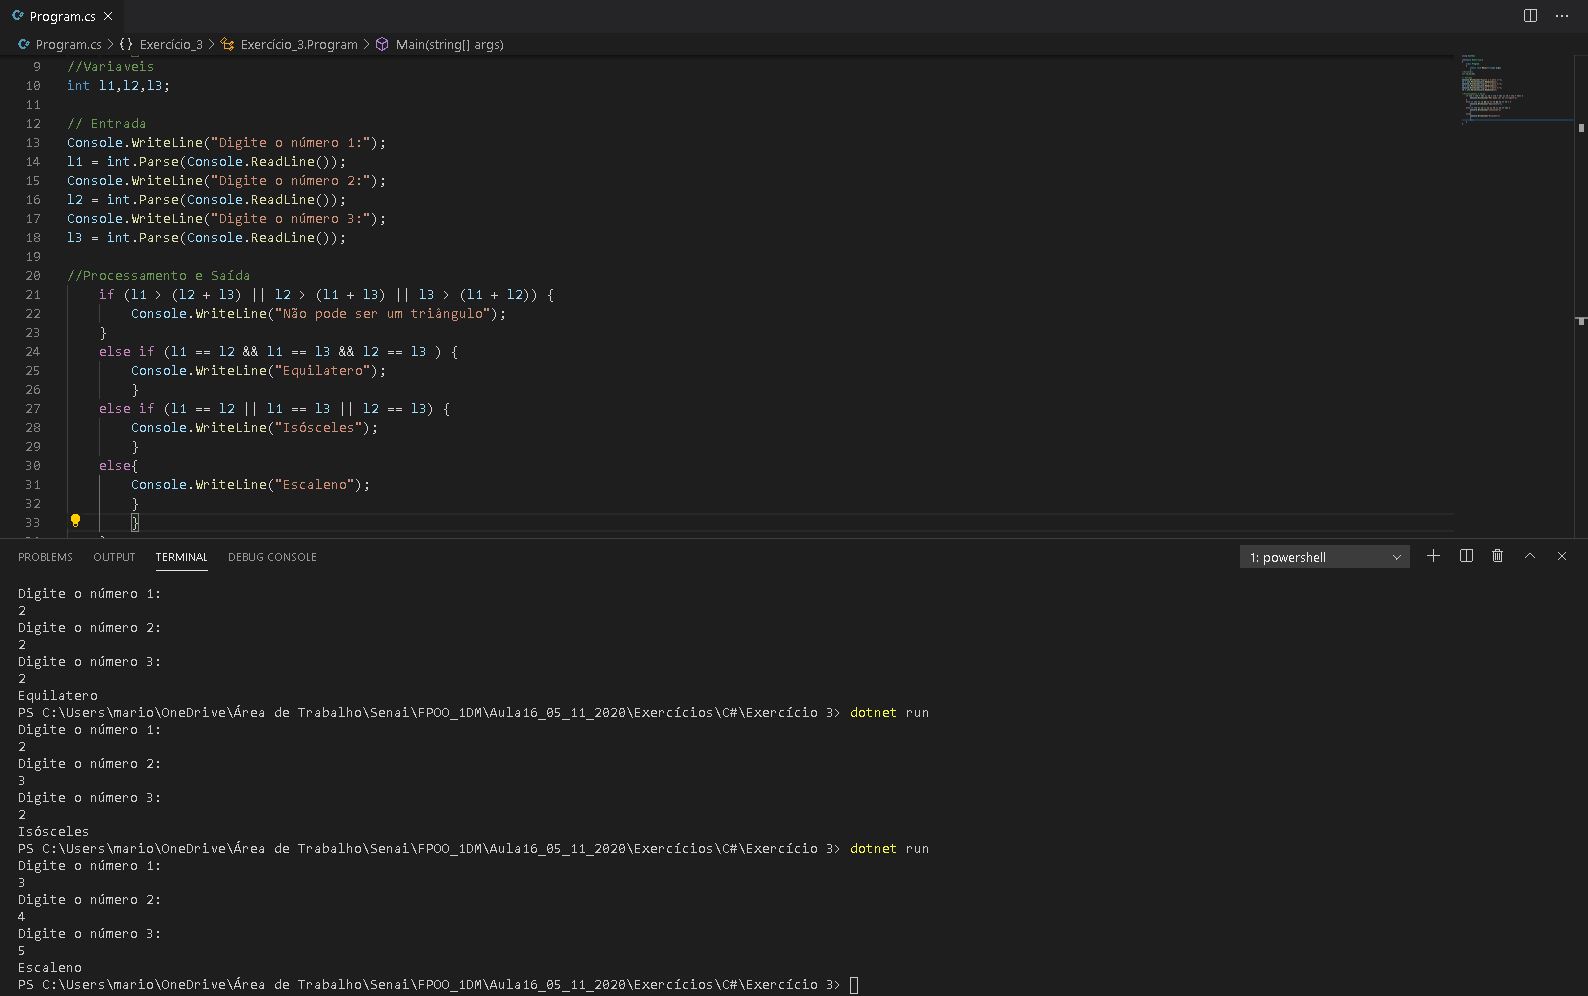 Program.cs
Program.cs > {} Exercício_3 > Exercício_3.Program > Main(string[] args)
9 //Variaveis
10 int l1,l2,l3;
11
12 // Entrada
13 Console.WriteLine("Digite o número 1:");
14 l1 = int.Parse(Console.ReadLine());
15 Console.WriteLine("Digite o número 2:");
16 l2 = int.Parse(Console.ReadLine());
17 Console.WriteLine("Digite o número 3:");
18 l3 = int.Parse(Console.ReadLine());
19
20 //Processamento e Saída
21 if (l1 > (l2 + l3) || l2 > (l1 + l3) || l3 > (l1 + l2)) {
22 Console.WriteLine("Não pode ser um triângulo");
23 }
24 else if (l1 == l2 && l1 == l3 && l2 == l3 ) {
25 Console.WriteLine("Equilatero");
26 }
27 else if (l1 == l2 || l1 == l3 || l2 == l3) {
28 Console.WriteLine("Isósceles");
29 }
30 else{
31 Console.WriteLine("Escaleno");
32 }
33 }
PROBLEMS OUTPUT TERMINAL DEBUG CONSOLE 1: powershell
Digite o número 1:
2
Digite o número 2:
2
Digite o número 3:
2
Equilatero
PS C:\Users\mario\OneDrive\Área de Trabalho\Senai\FPOO_1DM\Aula16_05_11_2020\Exercícios\C#\Exercício 3> dotnet run
Digite o número 1:
2
Digite o número 2:
3
Digite o número 3:
2
Isósceles
PS C:\Users\mario\OneDrive\Área de Trabalho\Senai\FPOO_1DM\Aula16_05_11_2020\Exercícios\C#\Exercício 3> dotnet run
Digite o número 1:
3
Digite o número 2:
4
Digite o número 3:
5
Escaleno
PS C:\Users\mario\OneDrive\Área de Trabalho\Senai\FPOO_1DM\Aula16_05_11_2020\Exercícios\C#\Exercício 3>